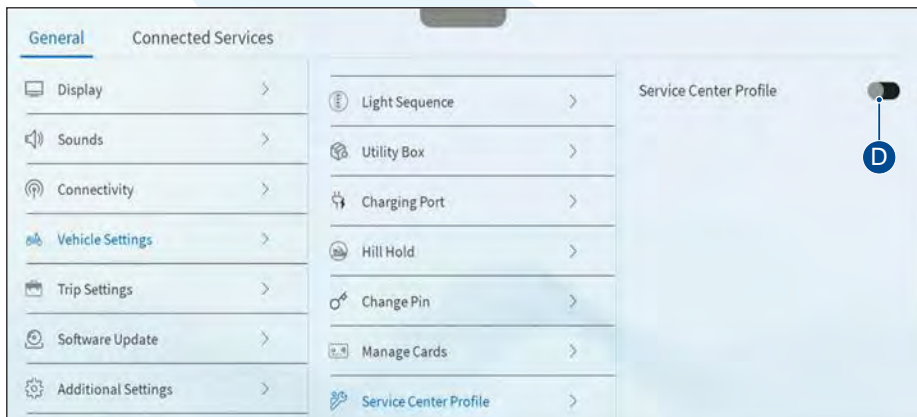 General
Connected Services
Display
Sounds
Connectivity
Vehicle Settings
Trip Settings
Software Update
Additional Settings
Light Sequence
Utility Box
Charging Port
Hill Hold
Change Pin
Manage Cards
Service Center Profile
Service Center Profile
D